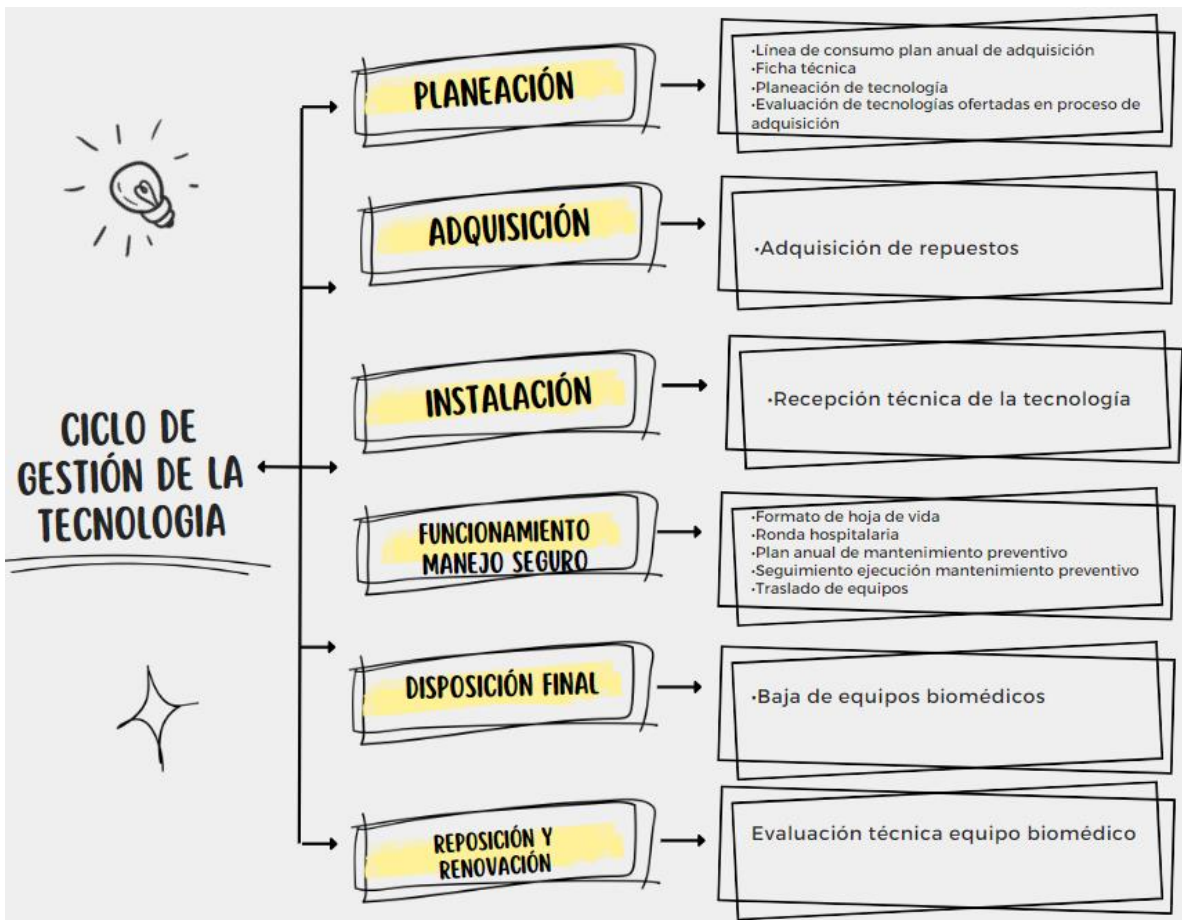 CICLO DE
GESTIÓN DE LA
TECNOLOGIA
PLANEACIÓN
•Línea de consumo plan anual de adquisición
•Ficha técnica
•Planeación de tecnología
•Evaluación de tecnologías ofertadas en proceso de
adquisición
ADQUISICIÓN
•Adquisición de repuestos
INSTALACIÓN
•Recepción técnica de la tecnología
FUNCIONAMIENTO
MANEJO SEGURO
•Formato de hoja de vida
•Ronda hospitalaria
•Plan anual de mantenimiento preventivo
•Seguimiento ejecución mantenimiento preventivo
•Traslado de equipos
DISPOSICIÓN FINAL
•Baja de equipos biomédicos
REPOSICIÓN Y
RENOVACIÓN
Evaluación técnica equipo biomédico